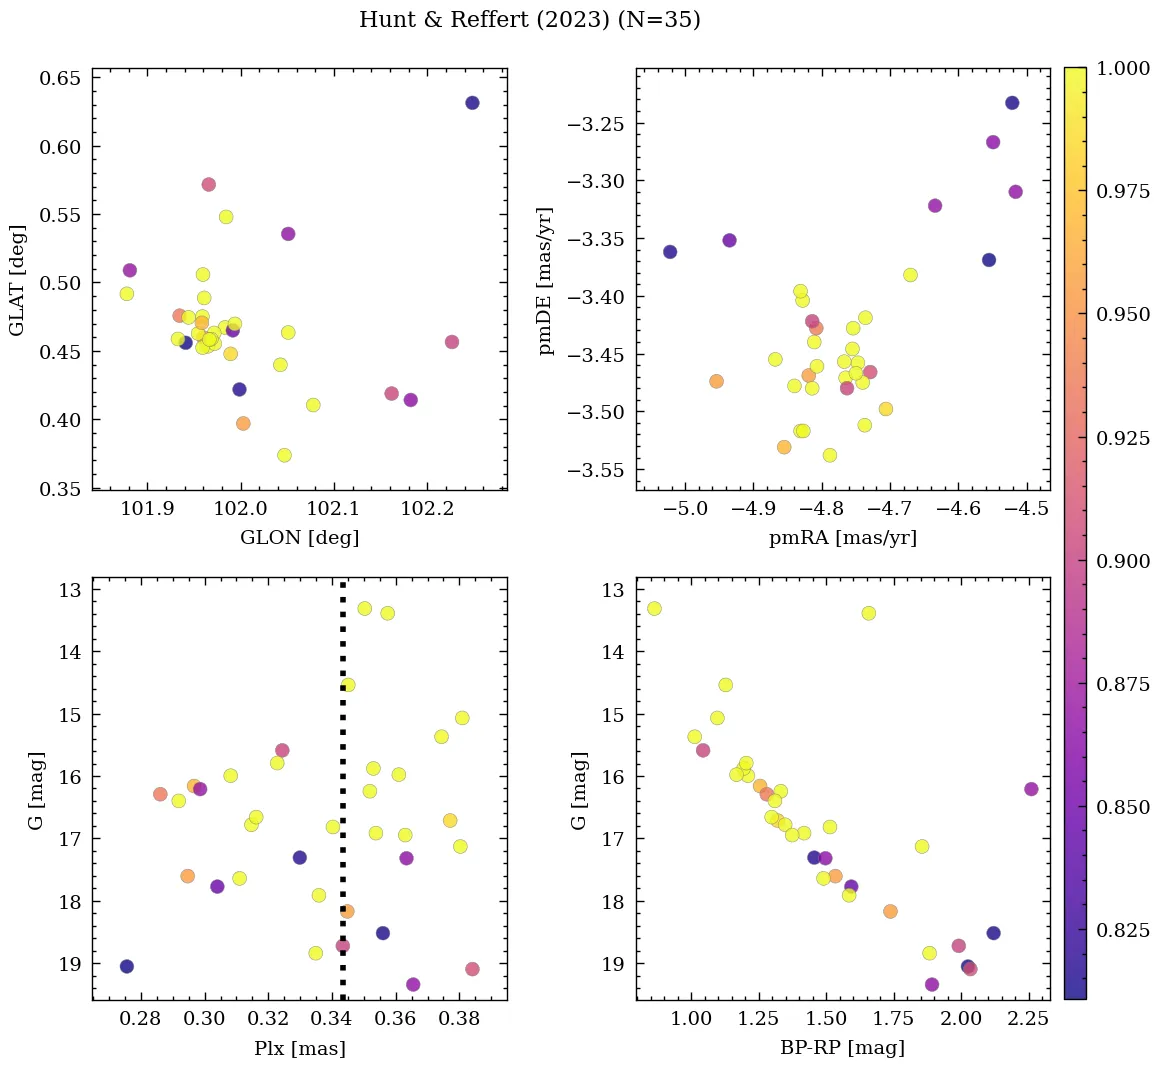 Hunt & Reffert (2023) (N=35)
0.65
0.60
0.55
0.50
0.45
0.40
0.35
GLAT [deg]
101.9 102.0 102.1 102.2
GLON [deg]
−3.25
−3.30
−3.35
−3.40
−3.45
−3.50
−3.55
pmDE [mas/yr]
−5.0 −4.9 −4.8 −4.7 −4.6 −4.5
pmRA [mas/yr]
1.000
0.975
0.950
0.925
0.900
0.875
0.850
0.825
13
14
15
16
17
18
19
G [mag]
0.28 0.30 0.32 0.34 0.36 0.38
Plx [mas]
13
14
15
16
17
18
19
G [mag]
1.00 1.25 1.50 1.75 2.00 2.25
BP-RP [mag]